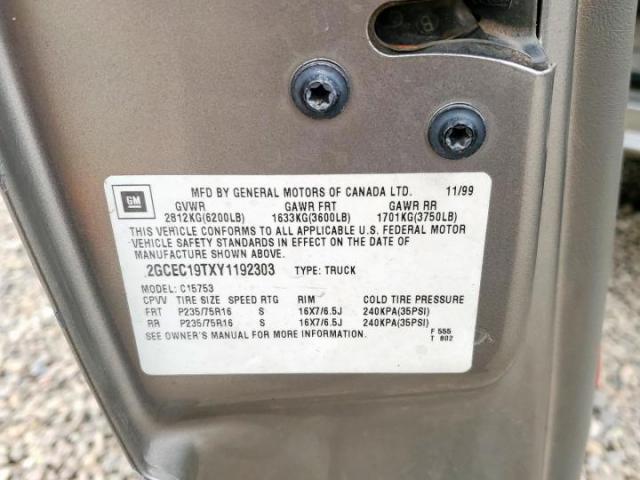 8
GM
MFD BY GENERAL MOTORS OF CANADA LTD. 11/99
GVWR GAWR FRT GAWR RR
2812KG(6200LB) 1633KG(3600LB) 1701KG(3750LB)
THIS VEHICLE CONFORMS TO ALL APPLICABLE U.S. FEDERAL MOTOR
VEHICLE SAFETY STANDARDS IN EFFECT ON THE DATE OF
MANUFACTURE SHOWN ABOVE.
2GCEC19TXY1192303 TYPE: TRUCK
MODEL: C15753
CPVV TIRE SIZE SPEED RTG RIM COLD TIRE PRESSURE
FRT P235/75R16 S 16X7/6.5J 240KPA(35PSI)
RR P235/75R16 S 16X7/6.5J 240KPA(35PSI)
SEE OWNER'S MANUAL FOR MORE INFORMATION.
F 555
T 802